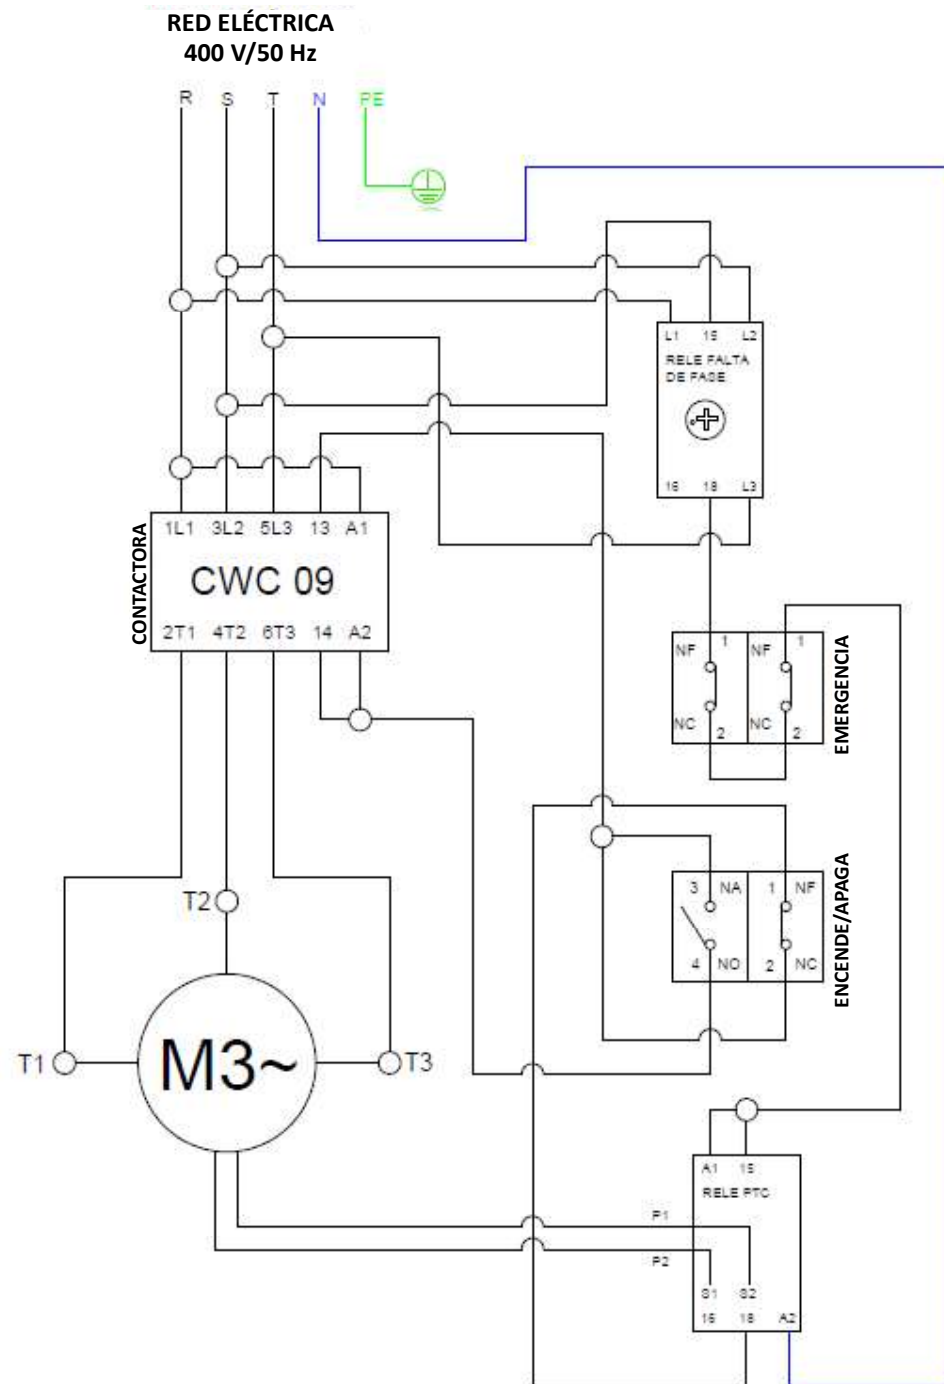 RED ELÉCTRICA
400 V/50 Hz
R S T N PE
L1 15 L2
RELE FALTA
DE FASE
16 18 L3
1L1 3L2 5L3 13 A1
CONTACTORA
CWC 09
2T1 4T2 6T3 14 A2
1 1
NF NF
NC NC
2 2
EMERGENCIA
3 NA 1 NF
4 NO 2 NC
ENCENDE/APAGA
T2
T1
M3~
T3
A1 15
RELE PTC
P1
P2
S1 S2
16 18 A2